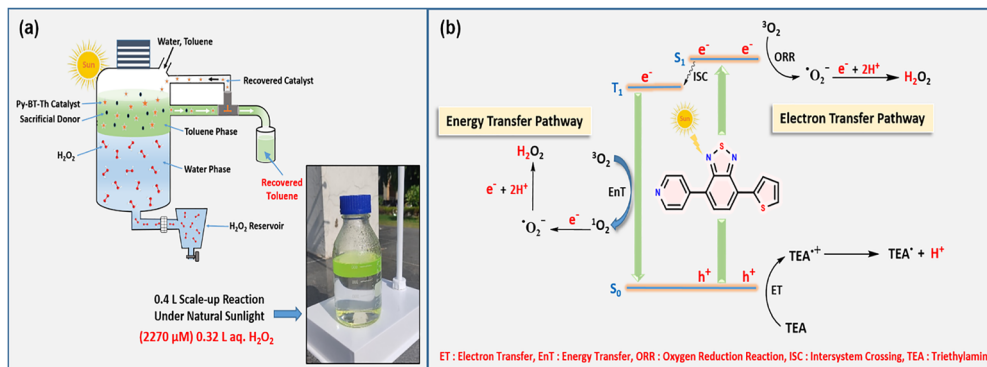 (a)
Water, Toluene
Sun
Recovered Catalyst
Py-BT-Th Catalyst
Sacrificial Donor
Toluene Phase
H₂O₂
Water Phase
Recovered
Toluene
H₂O₂ Reservoir
0.4 L Scale-up Reaction
Under Natural Sunlight
(2270 µM) 0.32 L aq. H₂O₂
(b)
³O₂
S₁ e⁻ e⁻
ORR
ISC
•O₂⁻ e⁻ + 2H⁺ H₂O₂
T₁ e⁻
Energy Transfer Pathway
Sun
Electron Transfer Pathway
H₂O₂
³O₂
e⁻ + 2H⁺
EnT
•O₂⁻ e⁻ ¹O₂
N S N
N
S
S₀ h⁺ h⁺
TEA•+ TEA• + H⁺
ET
TEA
ET : Electron Transfer, EnT : Energy Transfer, ORR : Oxygen Reduction Reaction, ISC : Intersystem Crossing, TEA : Triethylamin